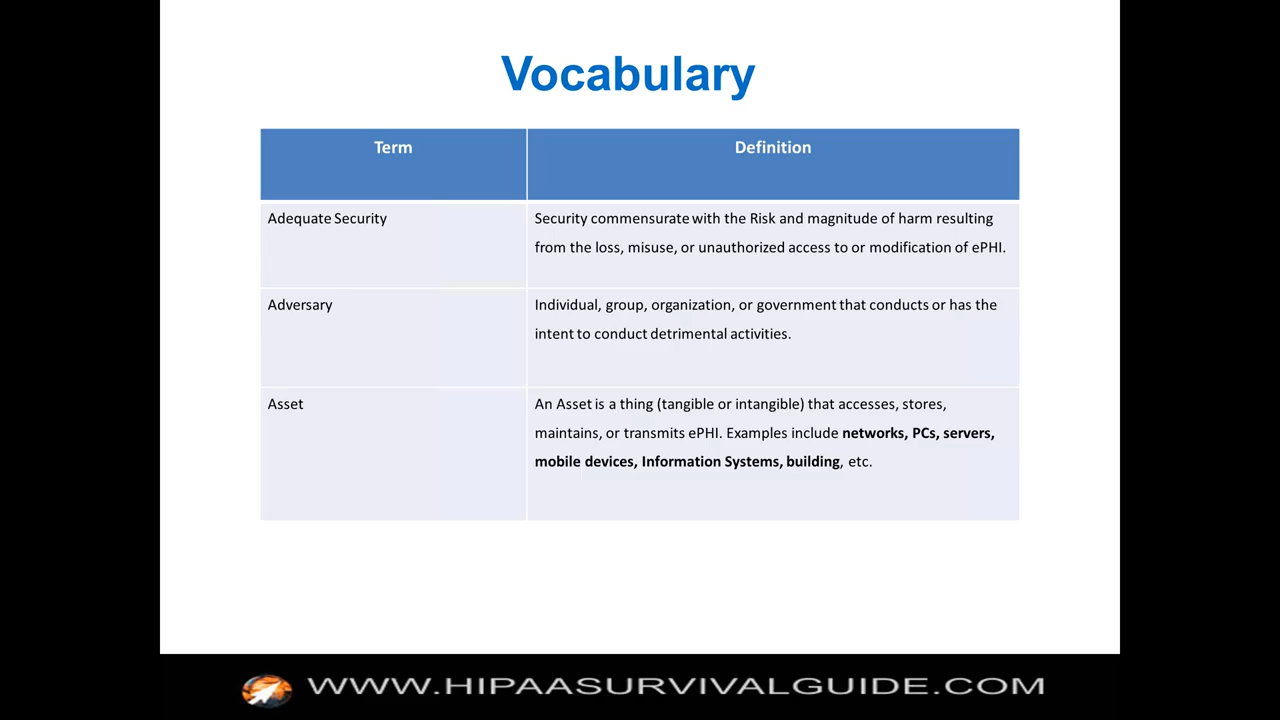 Vocabulary
Term
Definition
Adequate Security
Security commensurate with the Risk and magnitude of harm resulting
from the loss, misuse, or unauthorized access to or modification of ePHI.
Adversary
Individual, group, organization, or government that conducts or has the
intent to conduct detrimental activities.
Asset
An Asset is a thing (tangible or intangible) that accesses, stores,
maintains, or transmits ePHI. Examples include networks, PCs, servers,
mobile devices, Information Systems, building, etc.
WWW.HIPAASURVIVALGUIDE.COM